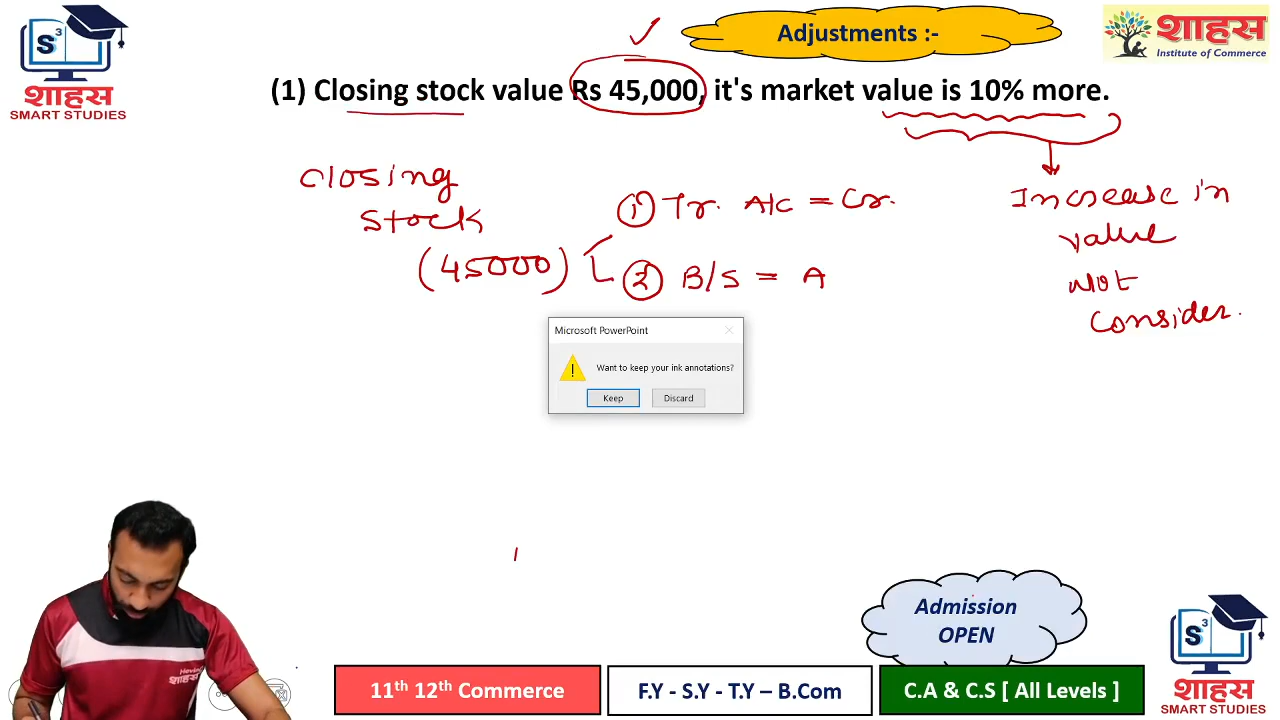 S³
शाहस
SMART STUDIES
Adjustments :-
शाहस
Institute of Commerce
(1) Closing stock value Rs 45,000, it's market value is 10% more.
Closing
Stock
(45000)
① Tr. A/c = Cr.
② B/S = A
Increase in
value
Not
Consider.
Microsoft PowerPoint
Want to keep your ink annotations?
Keep
Discard
Admission
OPEN
शाहस
11th 12th Commerce
F.Y - S.Y - T.Y – B.Com
C.A & C.S [ All Levels ]
S³
शाहस
SMART STUDIES